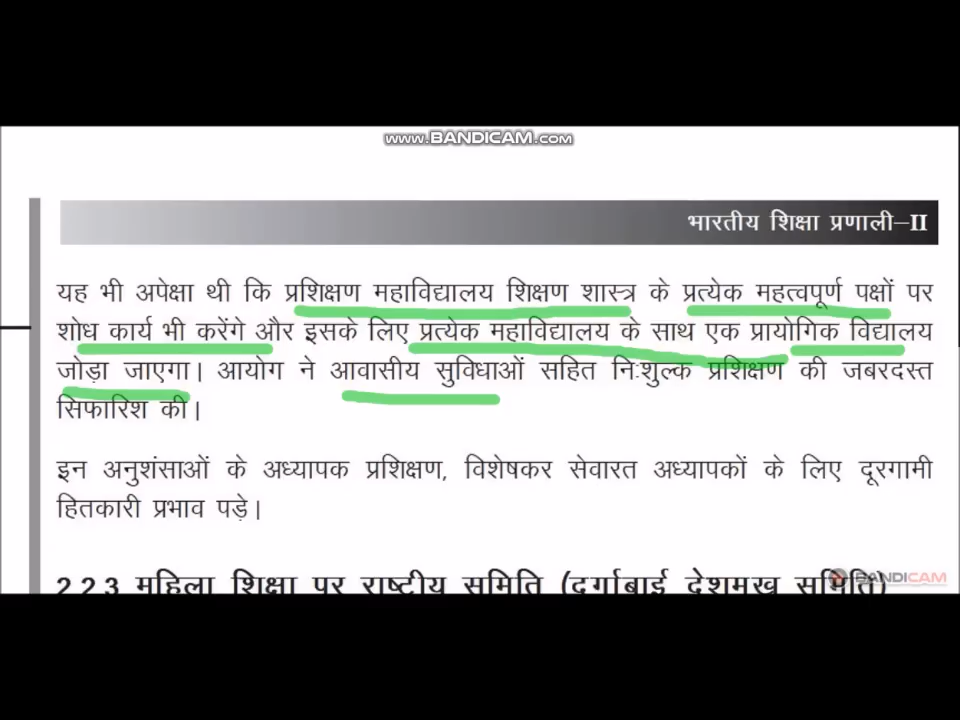 www.BANDICAM.com
भारतीय शिक्षा प्रणाली–II
यह भी अपेक्षा थी कि प्रशिक्षण महाविद्यालय शिक्षण शास्त्र के प्रत्येक महत्वपूर्ण पक्षों पर
शोध कार्य भी करेंगे और इसके लिए प्रत्येक महाविद्यालय के साथ एक प्रायोगिक विद्यालय
जोड़ा जाएगा। आयोग ने आवासीय सुविधाओं सहित निःशुल्क प्रशिक्षण की जबरदस्त
सिफारिश की।
इन अनुशंसाओं के अध्यापक प्रशिक्षण, विशेषकर सेवारत अध्यापकों के लिए दूरगामी
हितकारी प्रभाव पड़े।
2.2.3 महिला शिक्षा पर राष्ट्रीय समिति (दुर्गाबाई देशमुख समिति)
BANDICAM